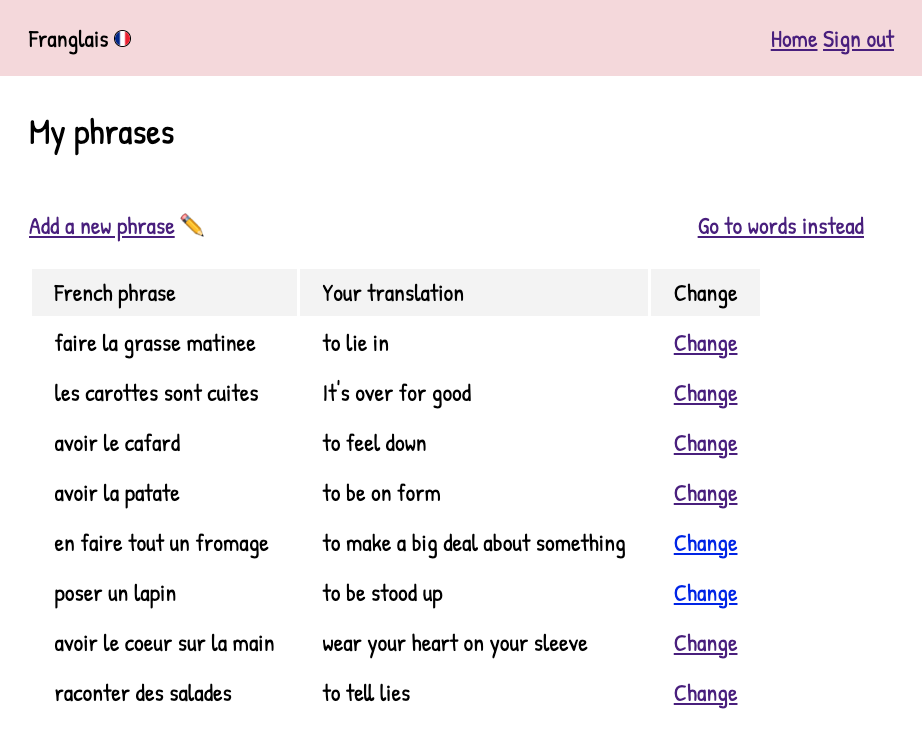 Franglais
Home Sign out
My phrases
Add a new phrase
Go to words instead
French phrase Your translation Change
faire la grasse matinee to lie in Change
les carottes sont cuites It's over for good Change
avoir le cafard to feel down Change
avoir la patate to be on form Change
en faire tout un fromage to make a big deal about something Change
poser un lapin to be stood up Change
avoir le coeur sur la main wear your heart on your sleeve Change
raconter des salades to tell lies Change